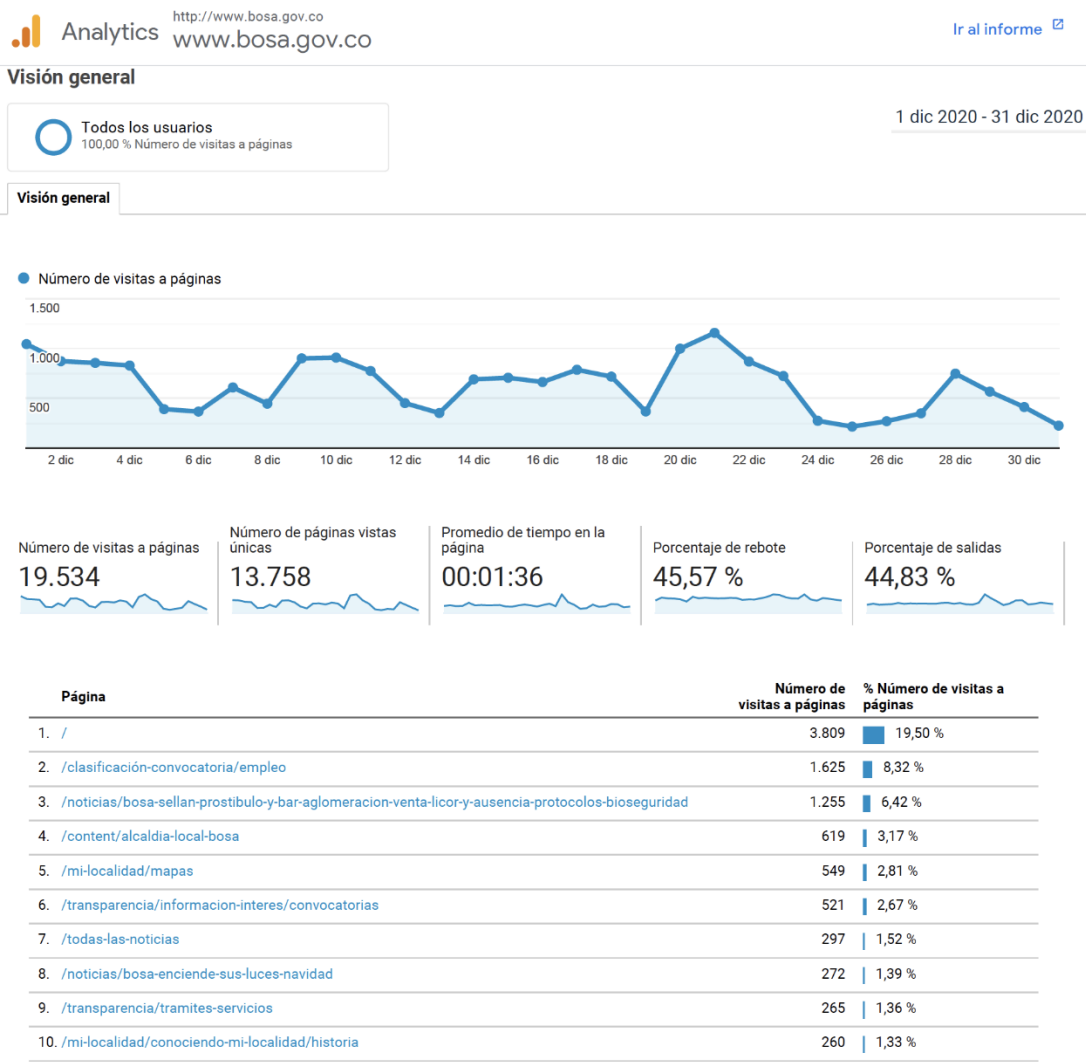 Analytics
http://www.bosa.gov.co
www.bosa.gov.co
Ir al informe
Visión general
Todos los usuarios
100,00 % Número de visitas a páginas
1 dic 2020 - 31 dic 2020
Visión general
Número de visitas a páginas
1.500
1.000
500
2 dic 4 dic 6 dic 8 dic 10 dic 12 dic 14 dic 16 dic 18 dic 20 dic 22 dic 24 dic 26 dic 28 dic 30 dic
Número de visitas a páginas
19.534
Número de páginas vistas
únicas
13.758
Promedio de tiempo en la
página
00:01:36
Porcentaje de rebote
45,57 %
Porcentaje de salidas
44,83 %
Página Número de visitas a páginas % Número de visitas a páginas
1. / 3.809 19,50 %
2. /clasificación-convocatoria/empleo 1.625 8,32 %
3. /noticias/bosa-sellan-prostibulo-y-bar-aglomeracion-venta-licor-y-ausencia-protocolos-bioseguridad 1.255 6,42 %
4. /content/alcaldia-local-bosa 619 3,17 %
5. /mi-localidad/mapas 549 2,81 %
6. /transparencia/informacion-interes/convocatorias 521 2,67 %
7. /todas-las-noticias 297 1,52 %
8. /noticias/bosa-enciende-sus-luces-navidad 272 1,39 %
9. /transparencia/tramites-servicios 265 1,36 %
10. /mi-localidad/conociendo-mi-localidad/historia 260 1,33 %